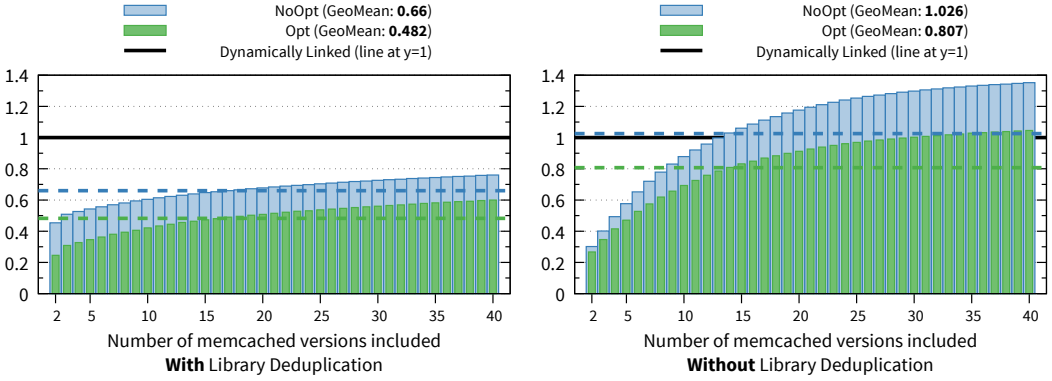 NoOpt (GeoMean: 0.66)
Opt (GeoMean: 0.482)
Dynamically Linked (line at y=1)
1.4
1.2
1
0.8
0.6
0.4
0.2
0
2 5 10 15 20 25 30 35 40
Number of memcached versions included
With Library Deduplication
NoOpt (GeoMean: 1.026)
Opt (GeoMean: 0.807)
Dynamically Linked (line at y=1)
1.4
1.2
1
0.8
0.6
0.4
0.2
0
2 5 10 15 20 25 30 35 40
Number of memcached versions included
Without Library Deduplication